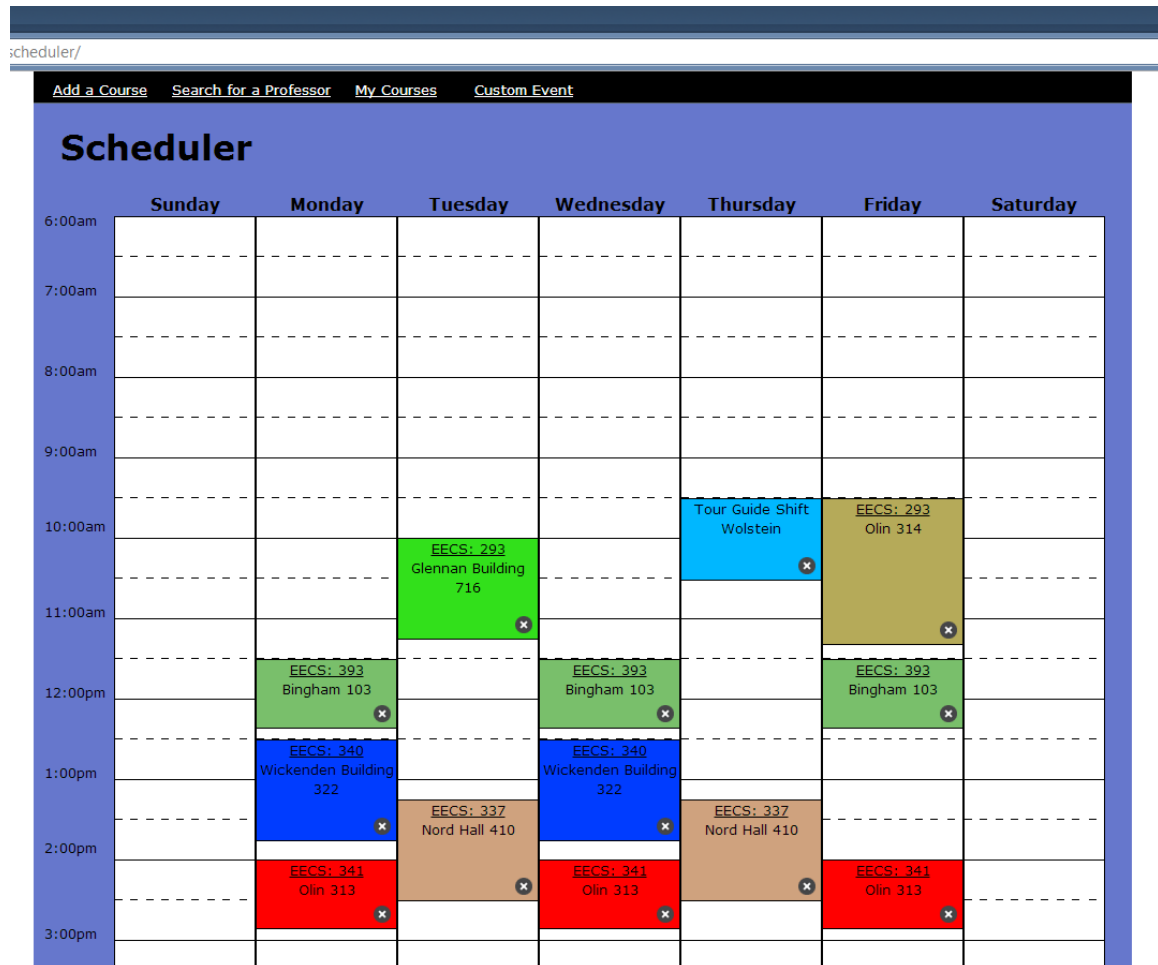 scheduler/
Add a Course Search for a Professor My Courses Custom Event
Scheduler
Sunday Monday Tuesday Wednesday Thursday Friday Saturday
6:00am
7:00am
8:00am
9:00am
Tour Guide Shift EECS: 293
10:00am Wolstein Olin 314
EECS: 293
Glennan Building
716
11:00am
EECS: 393 EECS: 393 EECS: 393
12:00pm Bingham 103 Bingham 103 Bingham 103
EECS: 340 EECS: 340
1:00pm Wickenden Building Wickenden Building
322 322
EECS: 337 EECS: 337
Nord Hall 410 Nord Hall 410
2:00pm
EECS: 341 EECS: 341 EECS: 341
Olin 313 Olin 313 Olin 313
3:00pm